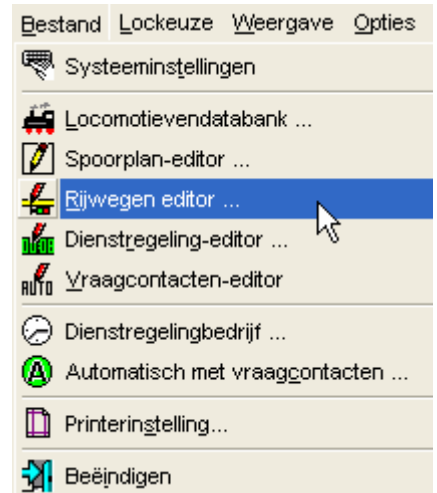 Bestand Lockeuze Weergave Opties
Systeeminstellingen
Locomotievendatabank ...
Spoorplan-editor ...
Rijwegen editor ...
Dienstregeling-editor ...
AUTO Vraagcontacten-editor
Dienstregelingbedrijf ...
A Automatisch met vraagcontacten ...
Printerinstelling...
Beëindigen